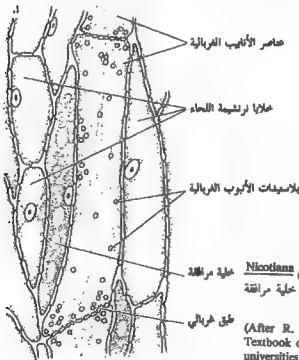 عناصر الأنابيب الغربالية
خلايا برنشيمة اللحاء
بلاستيدات الأنبوب الغربالية
خلية مرافقة
Nicotiana
خلية مرافقة
طبق غربالي
(After R.
Textbook
universities